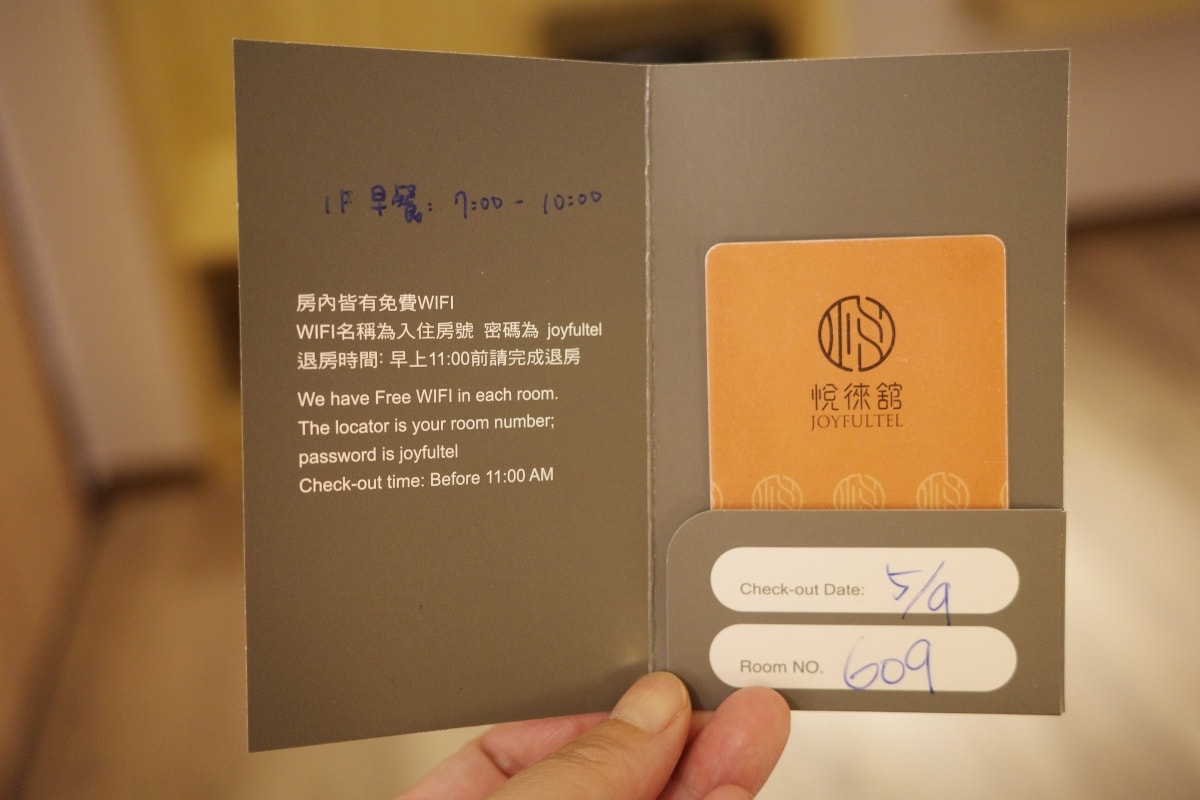 1F 早餐: 7:00 - 10:00
房內皆有免費WIFI
WIFI名稱為入住房號 密碼為 joyfultel
退房時間: 早上11:00前請完成退房
We have Free WIFI in each room.
The locator is your room number;
password is joyfultel
Check-out time: Before 11:00 AM
悅徠舘
JOYFULTEL
Check-out Date: 5/9
Room NO. 609